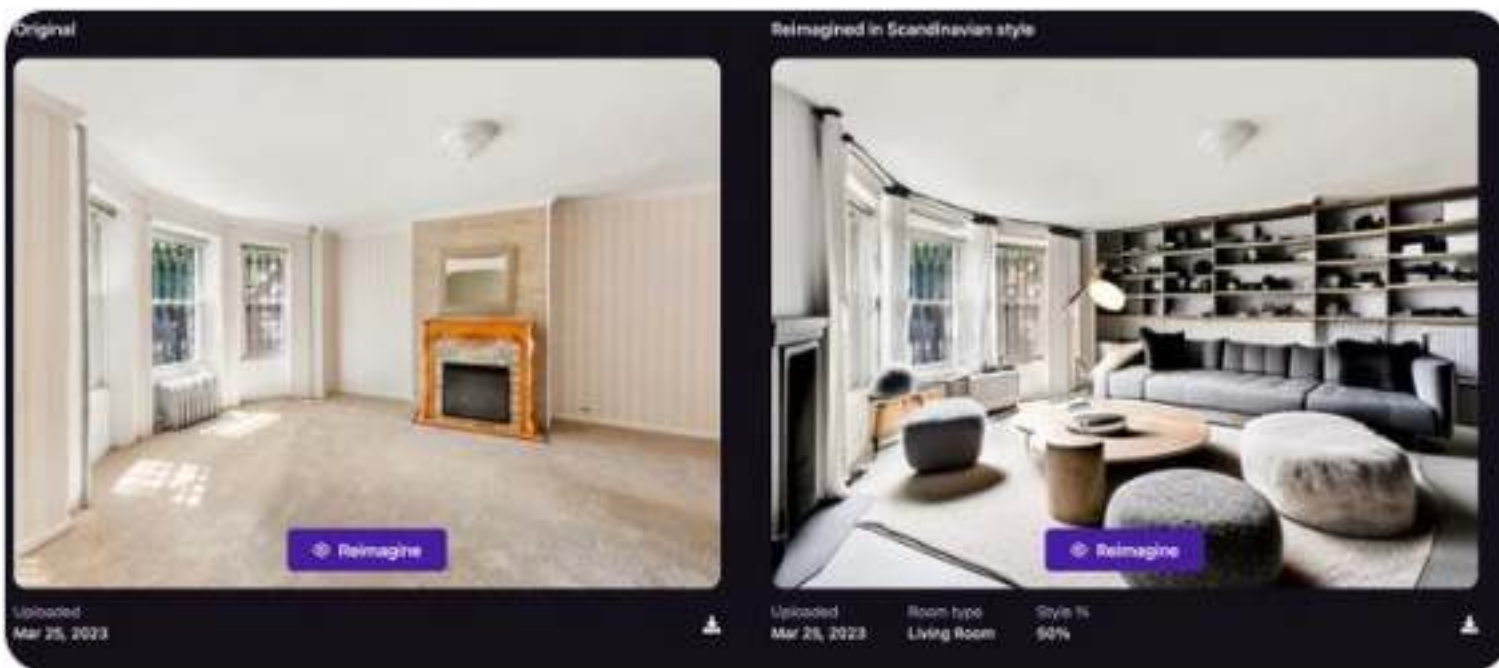 Original
Reimagined in Scandinavian style
Reimagine
Reimagine
Uploaded
Mar 25, 2023
Uploaded
Mar 25, 2023
Room type
Living Room
Style %
50%